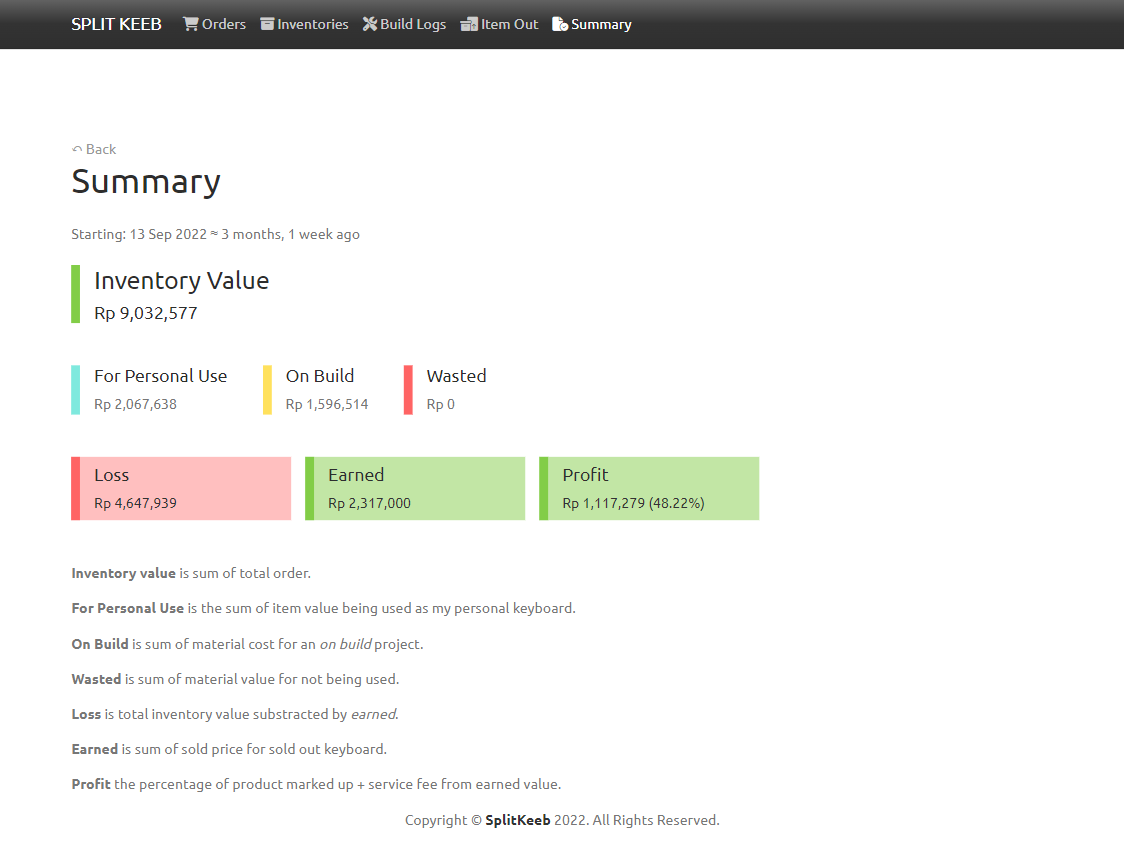 SPLIT KEEB Orders Inventories Build Logs Item Out Summary
Back
Summary
Starting: 13 Sep 2022 ≈ 3 months, 1 week ago
Inventory Value
Rp 9,032,577
For Personal Use On Build Wasted
Rp 2,067,638 Rp 1,596,514 Rp 0
Loss Earned Profit
Rp 4,647,939 Rp 2,317,000 Rp 1,117,279 (48.22%)
Inventory value is sum of total order.
For Personal Use is the sum of item value being used as my personal keyboard.
On Build is sum of material cost for an on build project.
Wasted is sum of material value for not being used.
Loss is total inventory value substracted by earned.
Earned is sum of sold price for sold out keyboard.
Profit the percentage of product marked up + service fee from earned value.
Copyright © SplitKeeb 2022. All Rights Reserved.